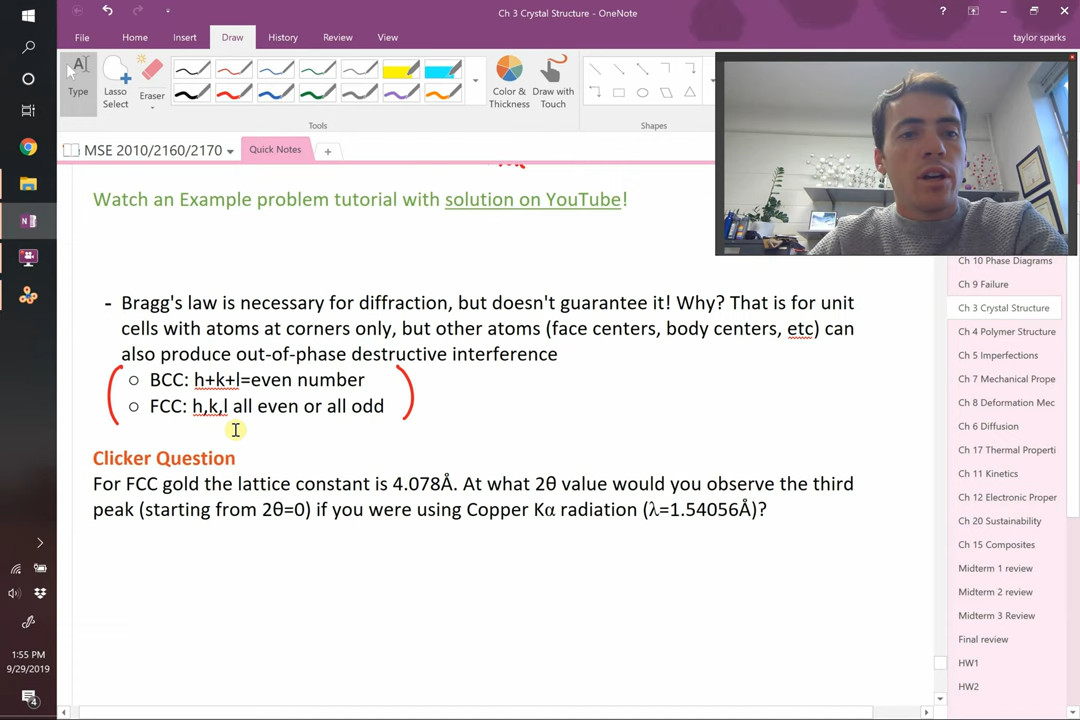 Ch 3 Crystal Structure - OneNote
?
File
Home
Insert
Draw
History
Review
View
taylor sparks
Type
Lasso
Select
Eraser
Color &
Thickness
Draw with
Touch
Tools
Shapes
MSE 2010/2160/2170
Quick Notes
+
Watch an Example problem tutorial with solution on YouTube!
- Bragg's law is necessary for diffraction, but doesn't guarantee it! Why? That is for unit
cells with atoms at corners only, but other atoms (face centers, body centers, etc) can
also produce out-of-phase destructive interference
○ BCC: h+k+l=even number
○ FCC: h,k,l all even or all odd
Clicker Question
For FCC gold the lattice constant is 4.078Å. At what 2θ value would you observe the third
peak (starting from 2θ=0) if you were using Copper Kα radiation (λ=1.54056Å)?
Ch 10 Phase Diagrams
Ch 9 Failure
Ch 3 Crystal Structure
Ch 4 Polymer Structure
Ch 5 Imperfections
Ch 7 Mechanical Prope
Ch 8 Deformation Mec
Ch 6 Diffusion
Ch 17 Thermal Properti
Ch 11 Kinetics
Ch 12 Electronic Proper
Ch 20 Sustainability
Ch 15 Composites
Midterm 1 review
Midterm 2 review
Midterm 3 Review
Final review
HW1
HW2
1:55 PM
9/29/2019
4